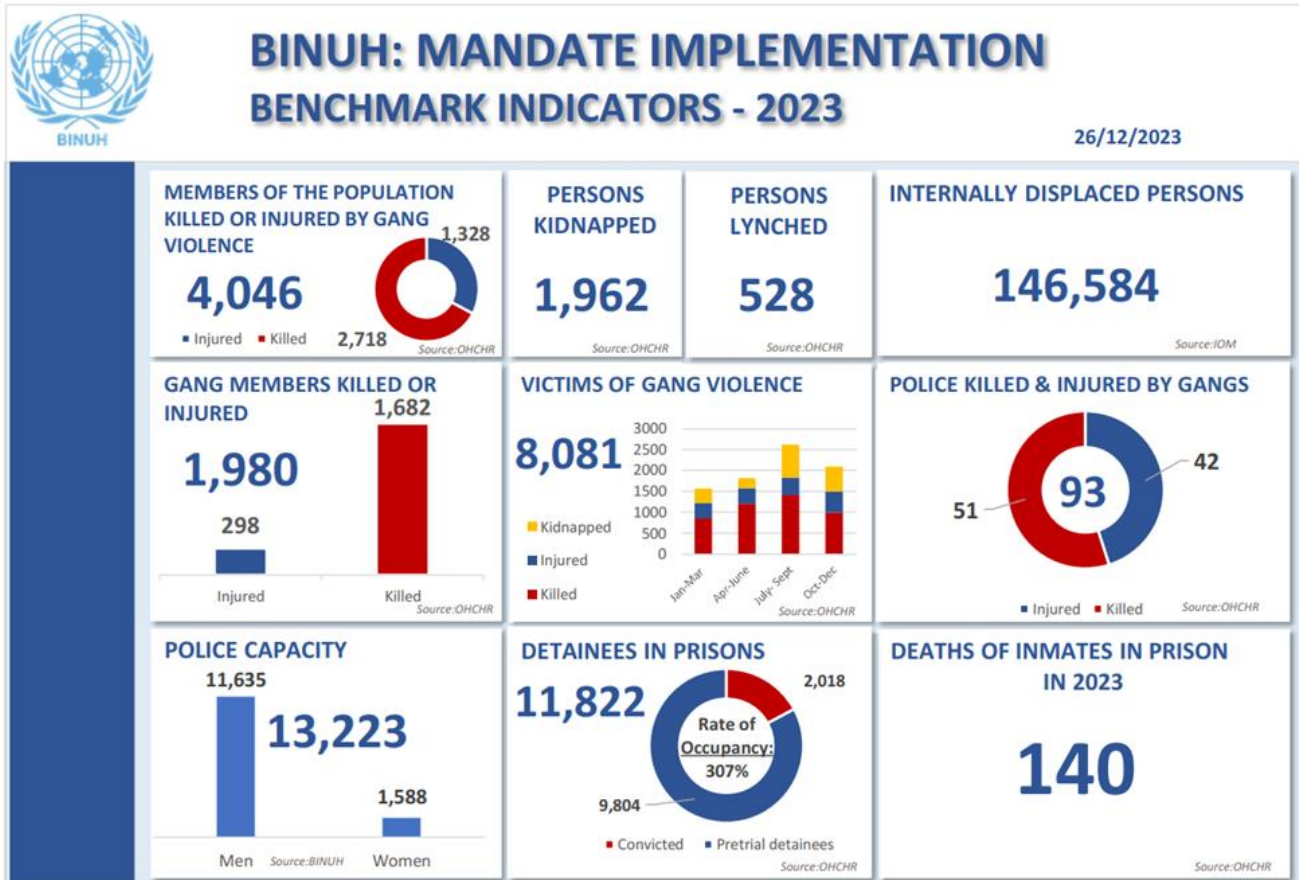 BINUH
BINUH: MANDATE IMPLEMENTATION
BENCHMARK INDICATORS - 2023
26/12/2023
MEMBERS OF THE POPULATION
KILLED OR INJURED BY GANG
VIOLENCE
1,328
4,046
Injured Killed
2,718
Source:OHCHR
PERSONS
KIDNAPPED
1,962
Source:OHCHR
PERSONS
LYNCHED
528
Source:OHCHR
INTERNALLY DISPLACED PERSONS
146,584
Source:IOM
GANG MEMBERS KILLED OR
INJURED
1,682
1,980
298
Injured Killed
Source:OHCHR
VICTIMS OF GANG VIOLENCE
8,081
Kidnapped
Injured
Killed
3000
2500
2000
1500
1000
500
0
Jan-Mar
Apr-June
July- Sept
Oct-Dec
Source:OHCHR
POLICE KILLED & INJURED BY GANGS
42
93
51
Injured Killed
Source:OHCHR
POLICE CAPACITY
11,635
13,223
1,588
Men Source:BINUH Women
DETAINEES IN PRISONS
2,018
11,822
Rate of
Occupancy:
307%
9,804
Convicted Pretrial detainees
Source:OHCHR
DEATHS OF INMATES IN PRISON
IN 2023
140
Source:OHCHR